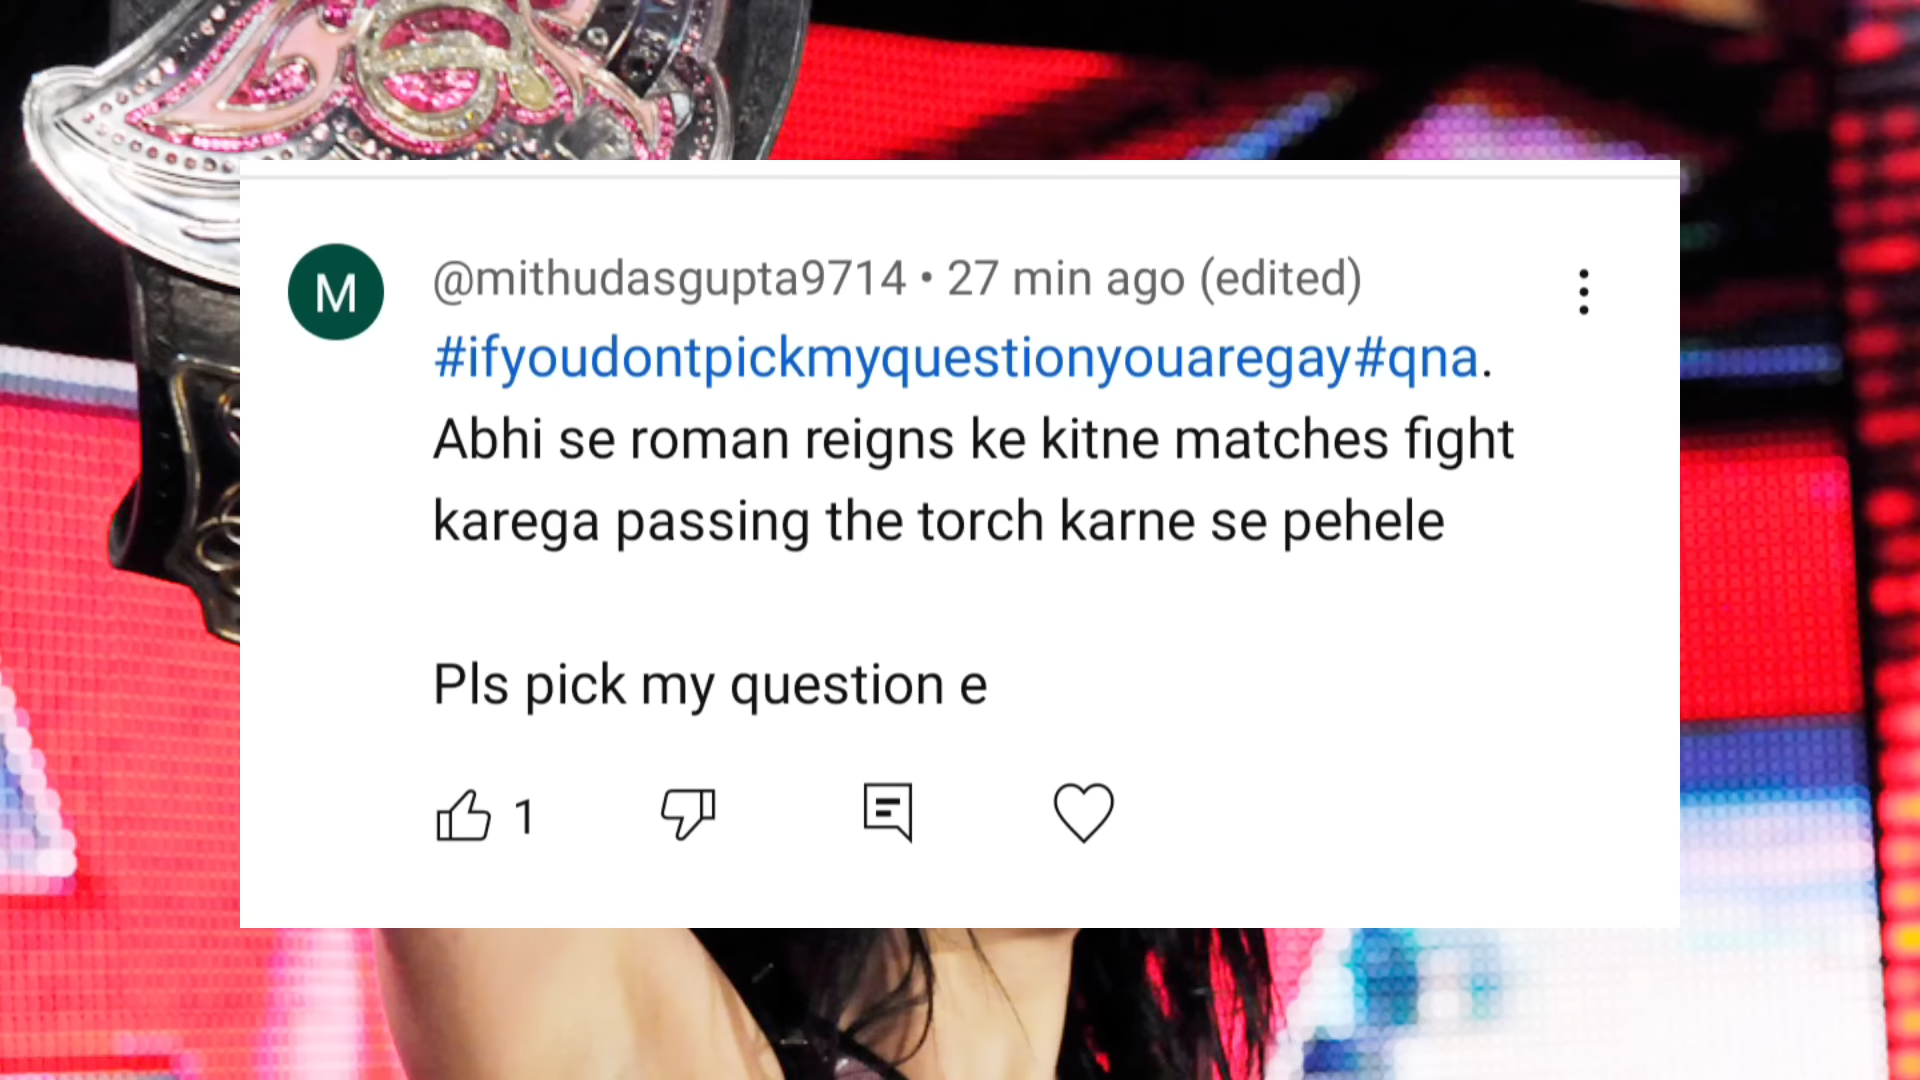 M
@mithudasgupta9714 • 27 min ago (edited)
#ifyoudontpickmyquestionyouaregay#qna.
Abhi se roman reigns ke kitne matches fight
karega passing the torch karne se pehele
Pls pick my question e
1